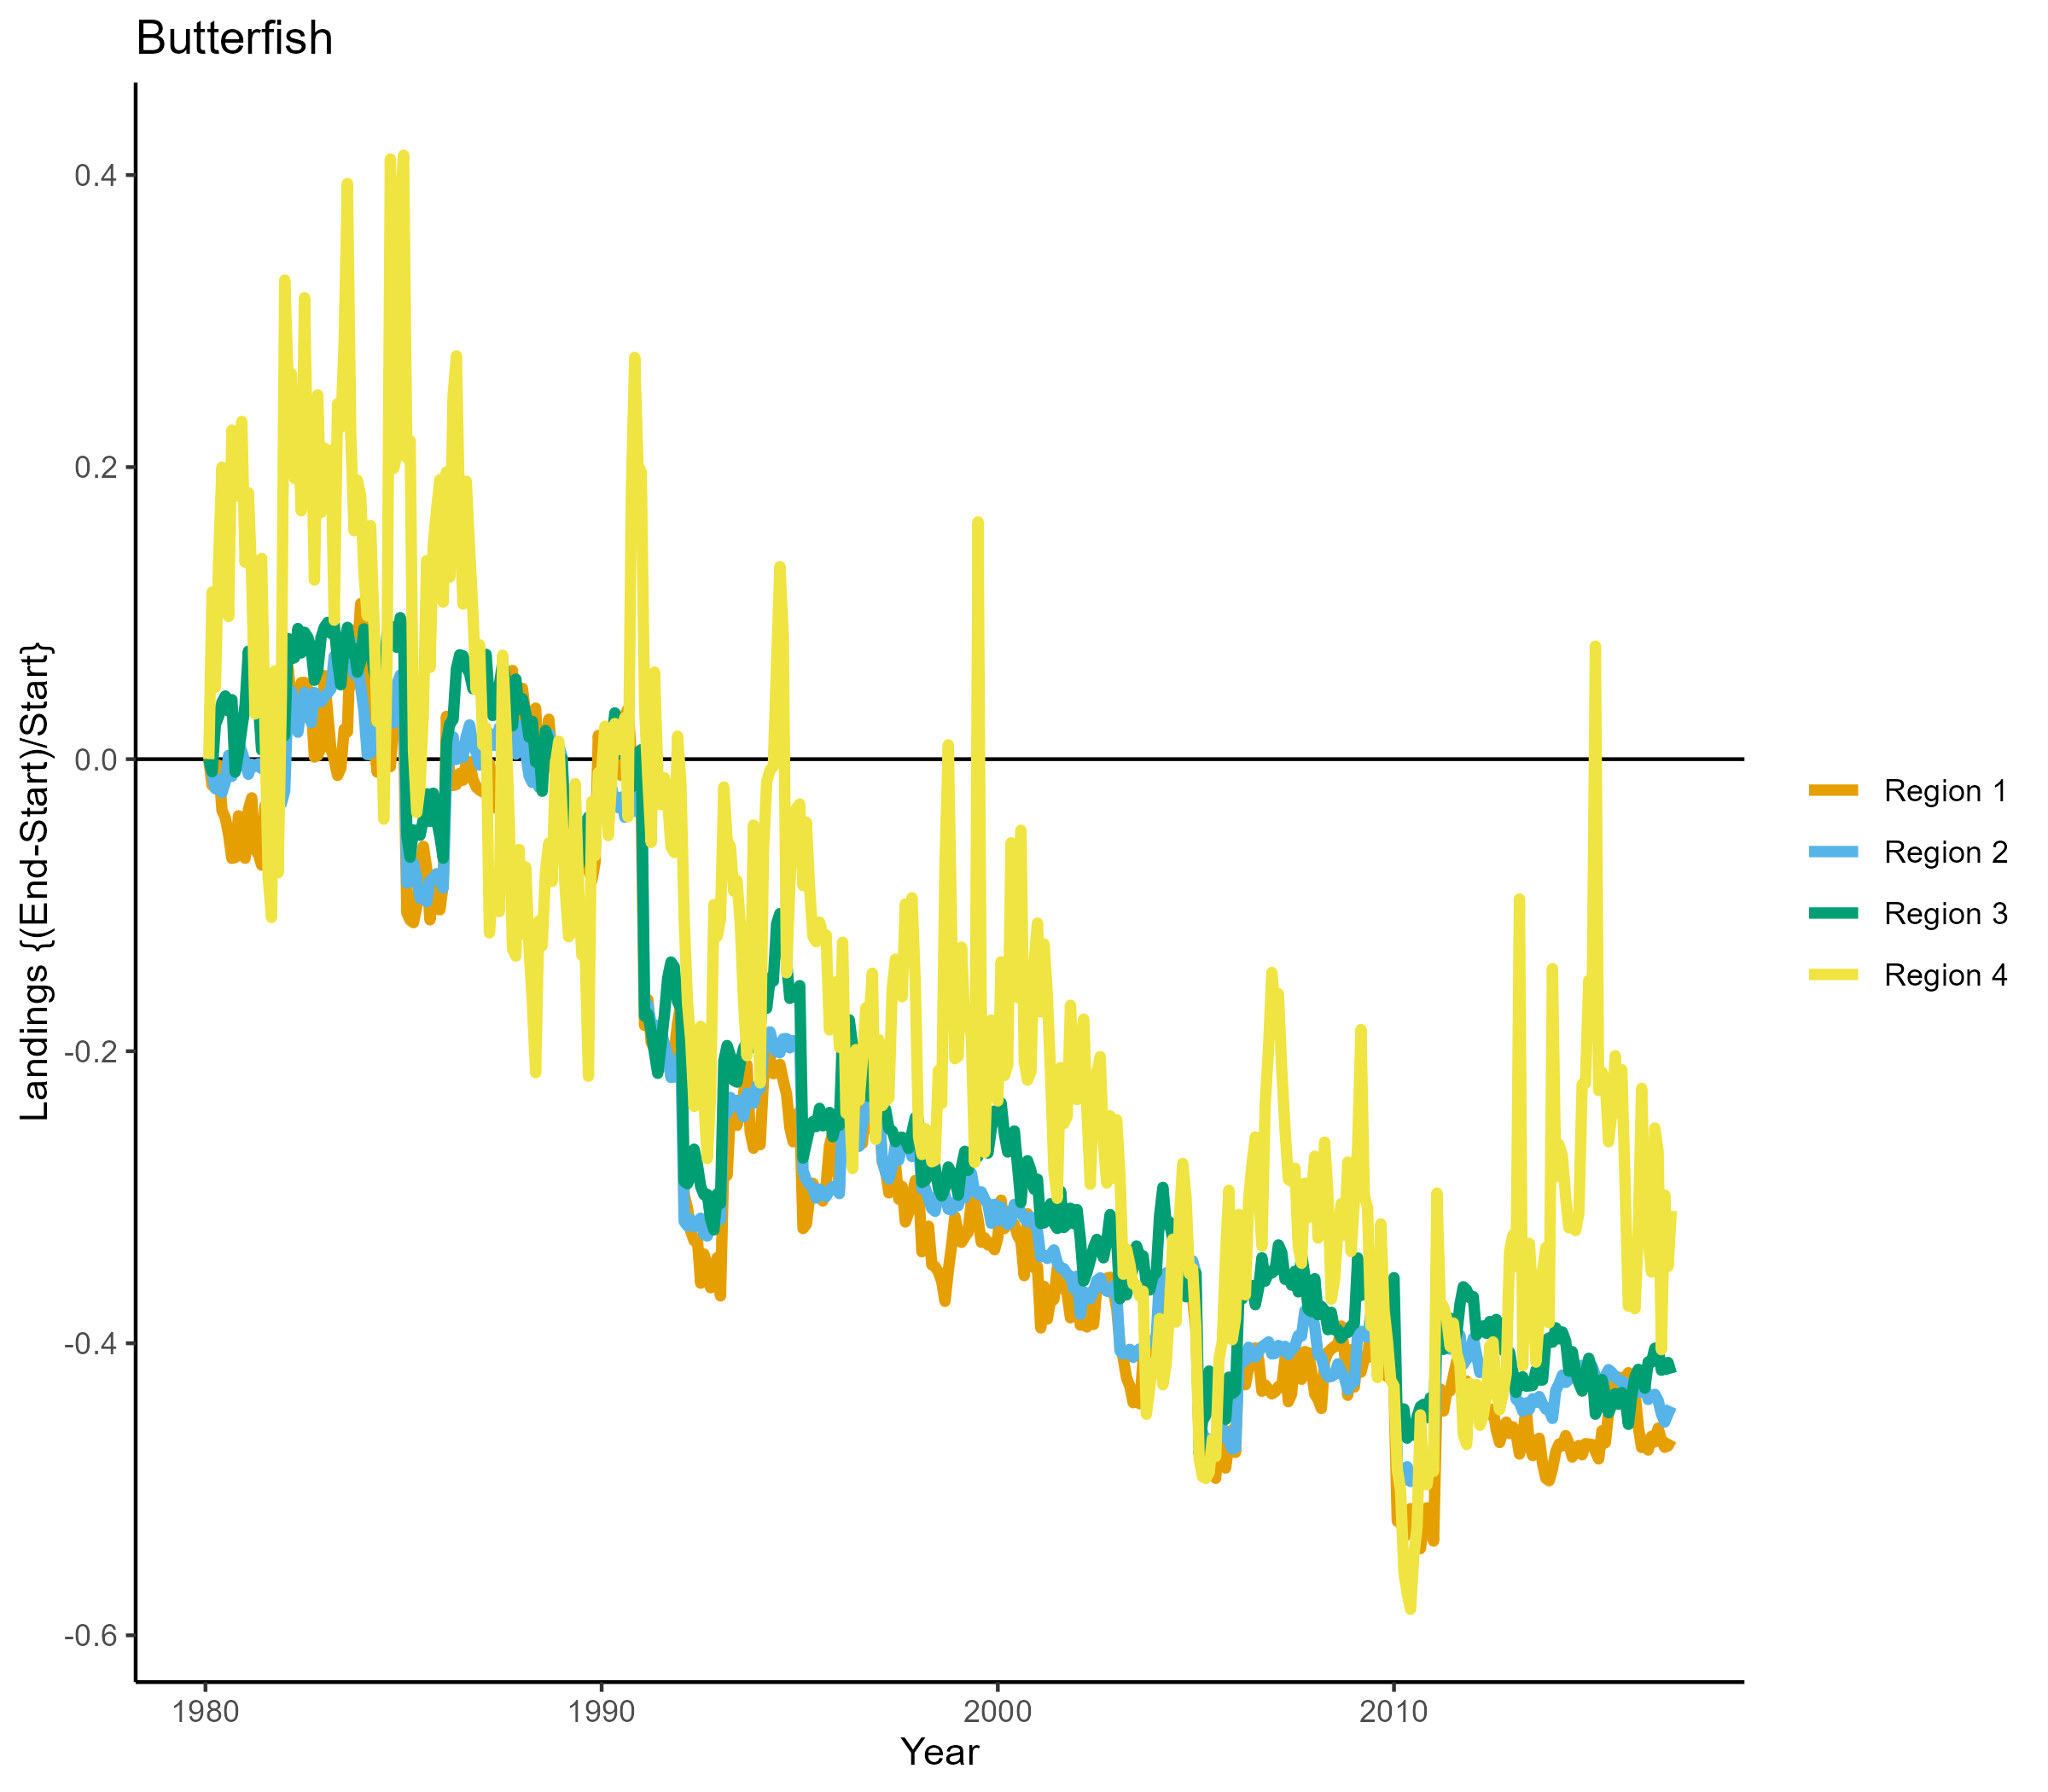 Butterfish
Landings {(End-Start)/Start}
0.4
0.2
0.0
-0.2
-0.4
-0.6
1980
1990
2000
2010
Year
Region 1
Region 2
Region 3
Region 4